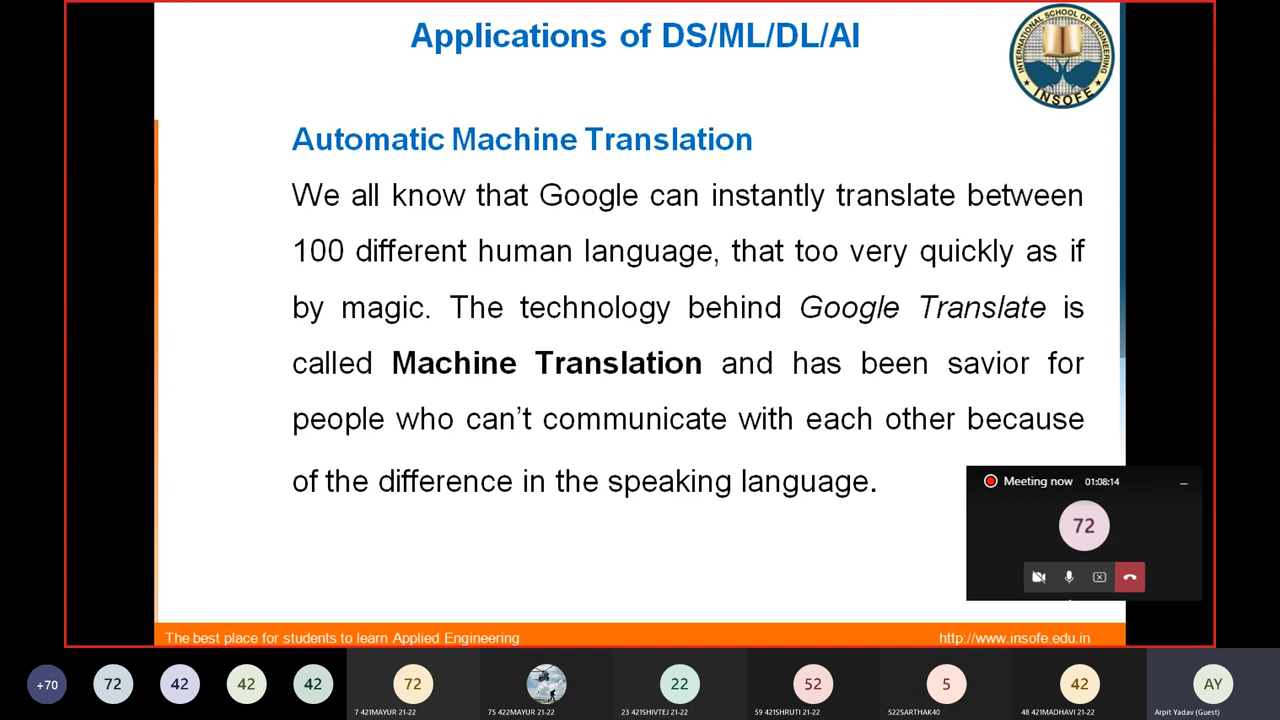 Applications of DS/ML/DL/AI
INTERNATIONAL SCHOOL OF ENGINEERING
INSOFE
Automatic Machine Translation
We all know that Google can instantly translate between
100 different human language, that too very quickly as if
by magic. The technology behind Google Translate is
called Machine Translation and has been savior for
people who can’t communicate with each other because
of the difference in the speaking language.
Meeting now 01:08:14
72
The best place for students to learn Applied Engineering
http://www.insofe.edu.in
+70
72
42
42
42
72
22
52
5
42
AY
7 421MAYUR 21-22
75 422MAYUR 21-22
23 421SHIVTEJ 21-22
59 421SHRUTI 21-22
522SARTHAK40
48 421MADHAVI 21-22
Arpit Yadav (Guest)